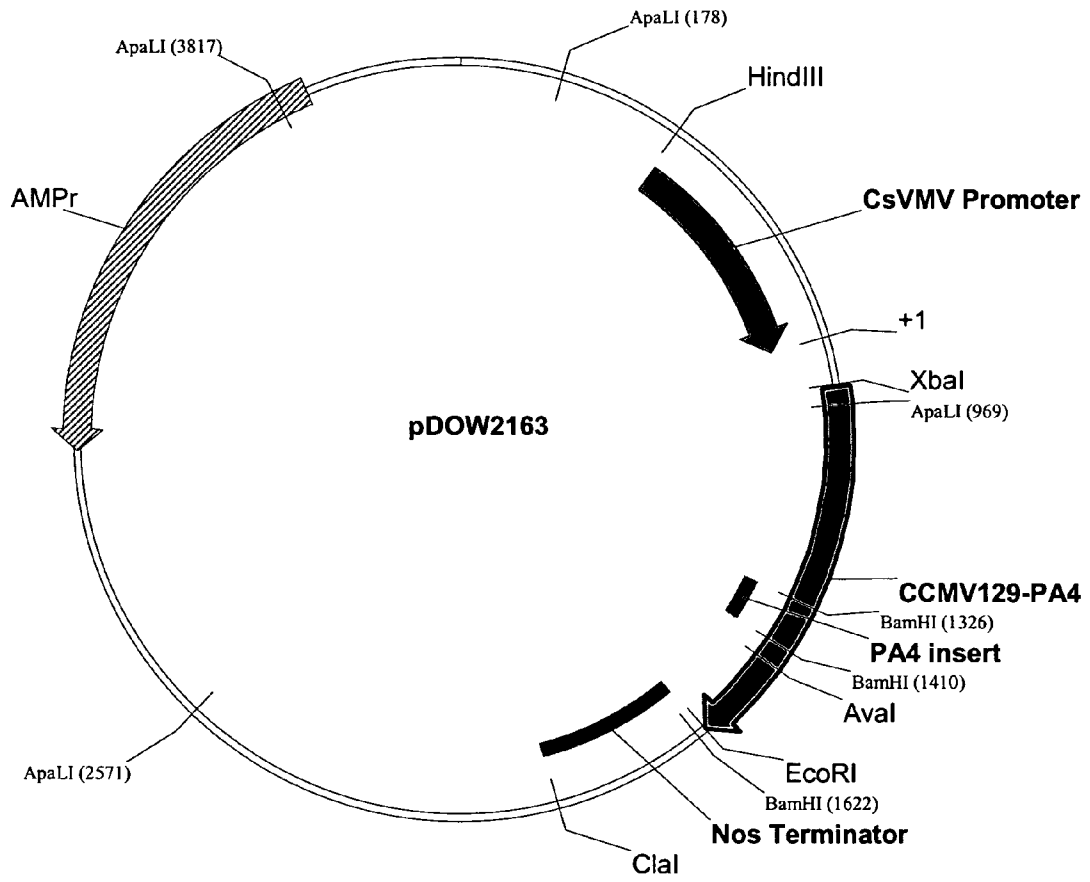 ApaLI (178)
ApaLI (3817)
HindIII
AMPr
CsVMV Promoter
+1
XbaI
ApaLI (969)
pDOW2163
CCMV129-PA4
BamHI (1326)
PA4 insert
BamHI (1410)
AvaI
ApaLI (2571)
EcoRI
BamHI (1622)
Nos Terminator
ClaI